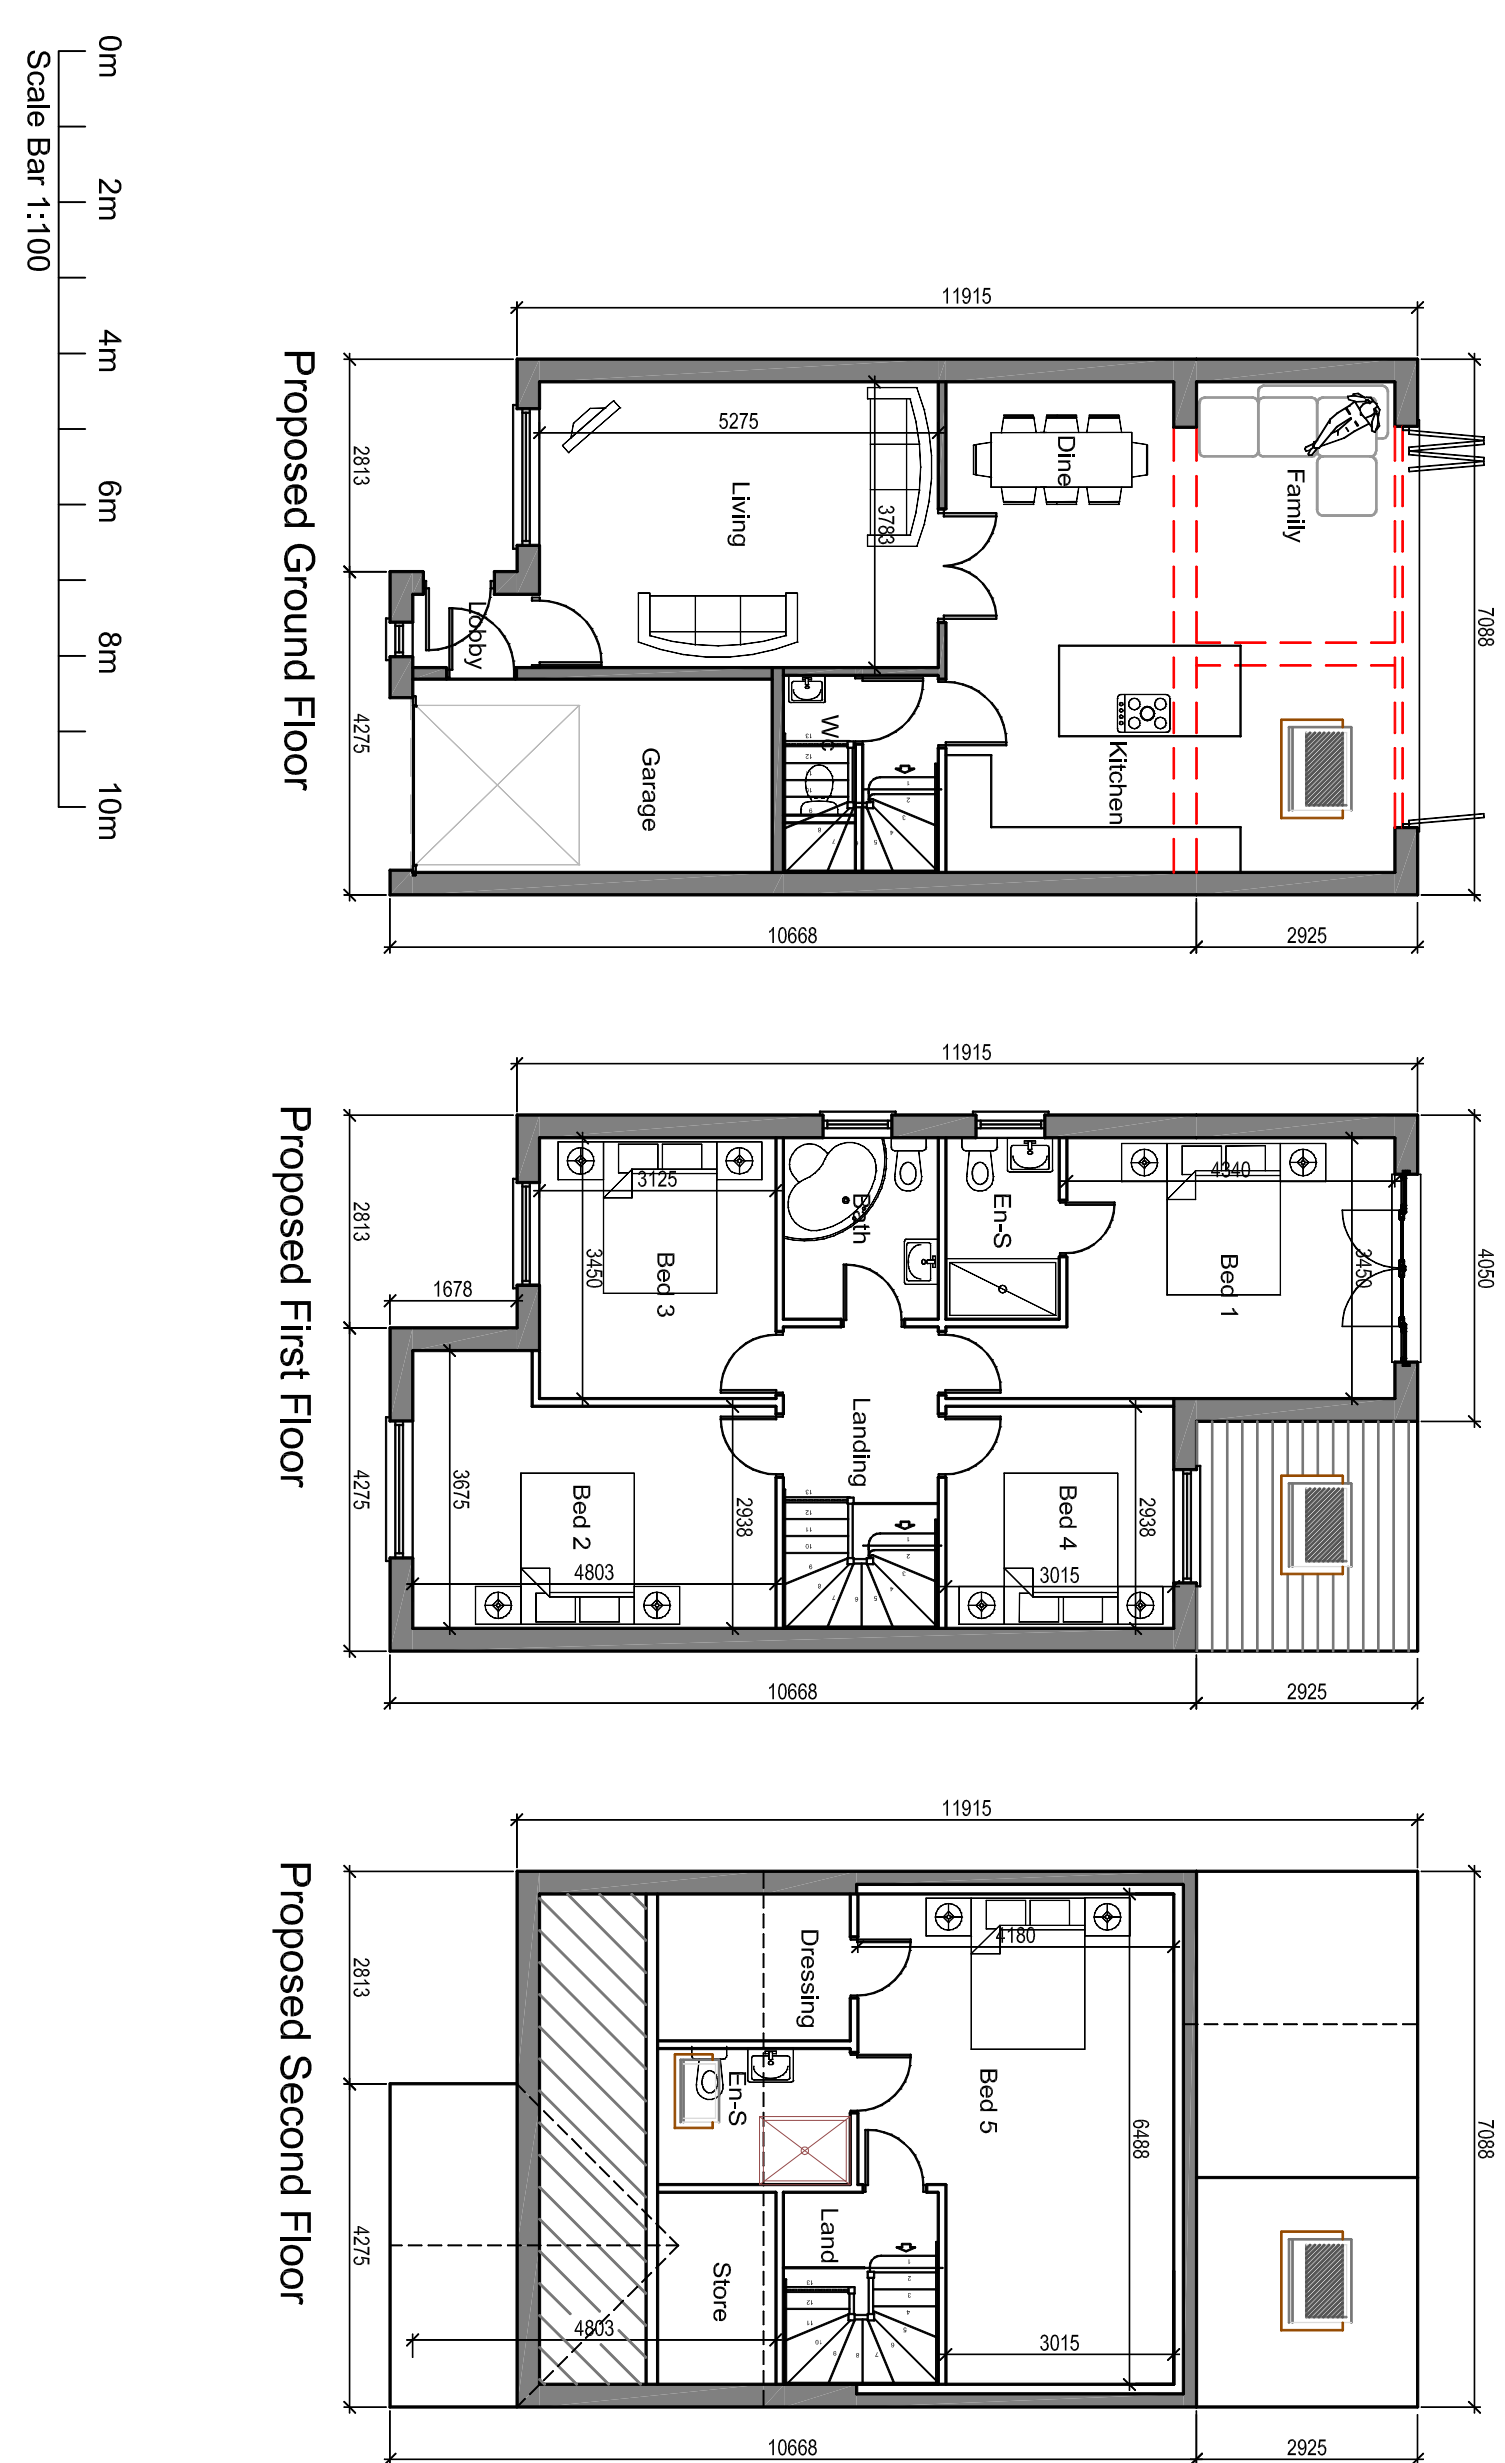 0m
2m
4m
6m
8m
10m
Scale Bar 1:100
Proposed Ground Floor
11915
7088
2813
4275
10668
2925
5275
3783
Dine
Family
Living
Lobby
Kitchen
Wc
Garage
Proposed First Floor
11915
4050
2813
4275
1678
10668
2925
4340
3450
Bed 1
En-S
Bath
3125
3450
Bed 3
Landing
3675
Bed 2
4803
2938
Bed 4
2938
3015
Proposed Second Floor
11915
7088
2813
4275
10668
2925
Dressing
4180
Bed 5
6488
En-S
Land
Store
4803
3015